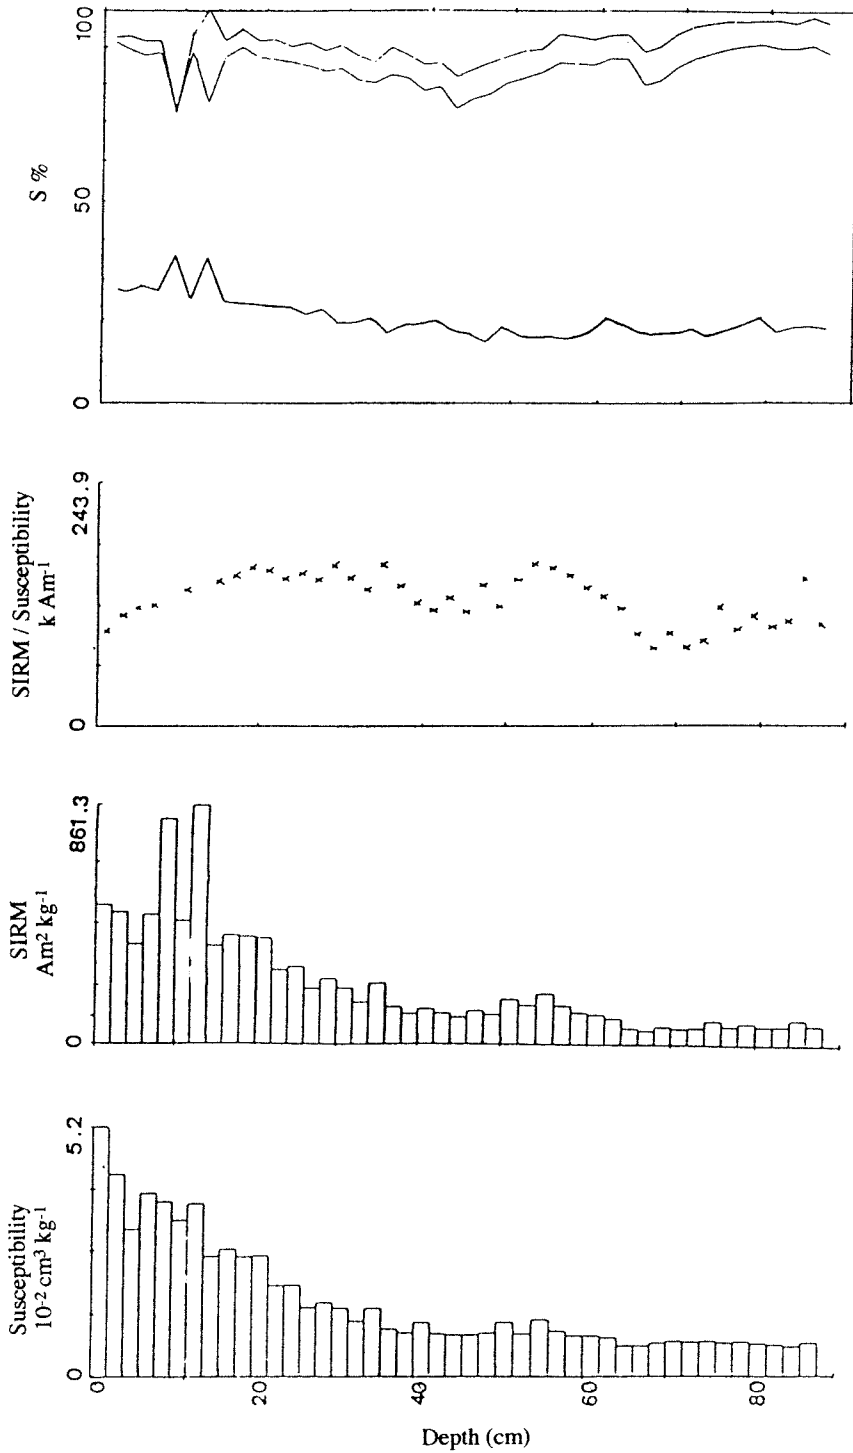 100
50
0
S %
243.9
0
SIRM / Susceptibility
k Am⁻¹
861.3
0
SIRM
Am² kg⁻¹
5.2
0
Susceptibility
10⁻² cm³ kg⁻¹
0
20
40
60
80
Depth (cm)